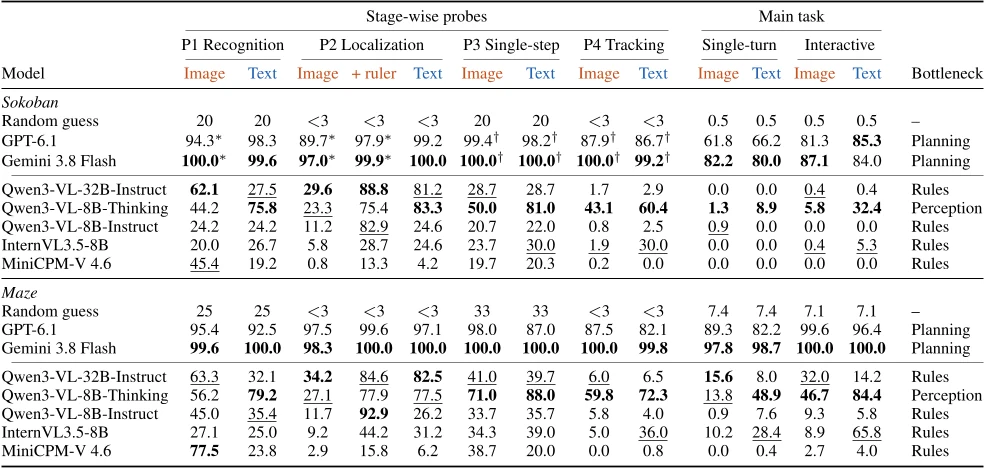 Stage-wise probes Main task
P1 Recognition P2 Localization P3 Single-step P4 Tracking Single-turn Interactive
Model Image Text Image + ruler Text Image Text Image Text Image Text Image Text Bottleneck
Sokoban
Random guess 20 20 <3 <3 <3 20 20 <3 <3 0.5 0.5 0.5 0.5 –
GPT-6.1 94.3* 98.3 89.7* 97.9* 99.2 99.4† 98.2† 87.9† 86.7† 61.8 66.2 81.3 85.3 Planning
Gemini 3.8 Flash 100.0* 99.6 97.0* 99.9* 100.0 100.0† 100.0† 100.0† 99.2† 82.2 80.0 87.1 84.0 Planning
Qwen3-VL-32B-Instruct 62.1 27.5 29.6 88.8 81.2 28.7 28.7 1.7 2.9 0.0 0.0 0.4 0.4 Rules
Qwen3-VL-8B-Thinking 44.2 75.8 23.3 75.4 83.3 50.0 81.0 43.1 60.4 1.3 8.9 5.8 32.4 Perception
Qwen3-VL-8B-Instruct 24.2 24.2 11.2 82.9 24.6 20.7 22.0 0.8 2.5 0.9 0.0 0.0 0.0 Rules
InternVL3.5-8B 20.0 26.7 5.8 28.7 24.6 23.7 30.0 1.9 30.0 0.0 0.0 0.4 5.3 Rules
MiniCPM-V 4.6 45.4 19.2 0.8 13.3 4.2 19.7 20.3 0.2 0.0 0.0 0.0 0.0 0.0 Rules
Maze
Random guess 25 25 <3 <3 <3 33 33 <3 <3 7.4 7.4 7.1 7.1 –
GPT-6.1 95.4 92.5 97.5 99.6 97.1 98.0 87.0 87.5 82.1 89.3 82.2 99.6 96.4 Planning
Gemini 3.8 Flash 99.6 100.0 98.3 100.0 100.0 100.0 100.0 100.0 99.8 97.8 98.7 100.0 100.0 Planning
Qwen3-VL-32B-Instruct 63.3 32.1 34.2 84.6 82.5 41.0 39.7 6.0 6.5 15.6 8.0 32.0 14.2 Rules
Qwen3-VL-8B-Thinking 56.2 79.2 27.1 77.9 77.5 71.0 88.0 59.8 72.3 13.8 48.9 46.7 84.4 Perception
Qwen3-VL-8B-Instruct 45.0 35.4 11.7 92.9 26.2 33.7 35.7 5.8 4.0 0.9 7.6 9.3 5.8 Rules
InternVL3.5-8B 27.1 25.0 9.2 44.2 31.2 34.3 39.0 5.0 36.0 10.2 28.4 8.9 65.8 Rules
MiniCPM-V 4.6 77.5 23.8 2.9 15.8 6.2 38.7 20.0 0.0 0.8 0.0 0.4 2.7 4.0 Rules